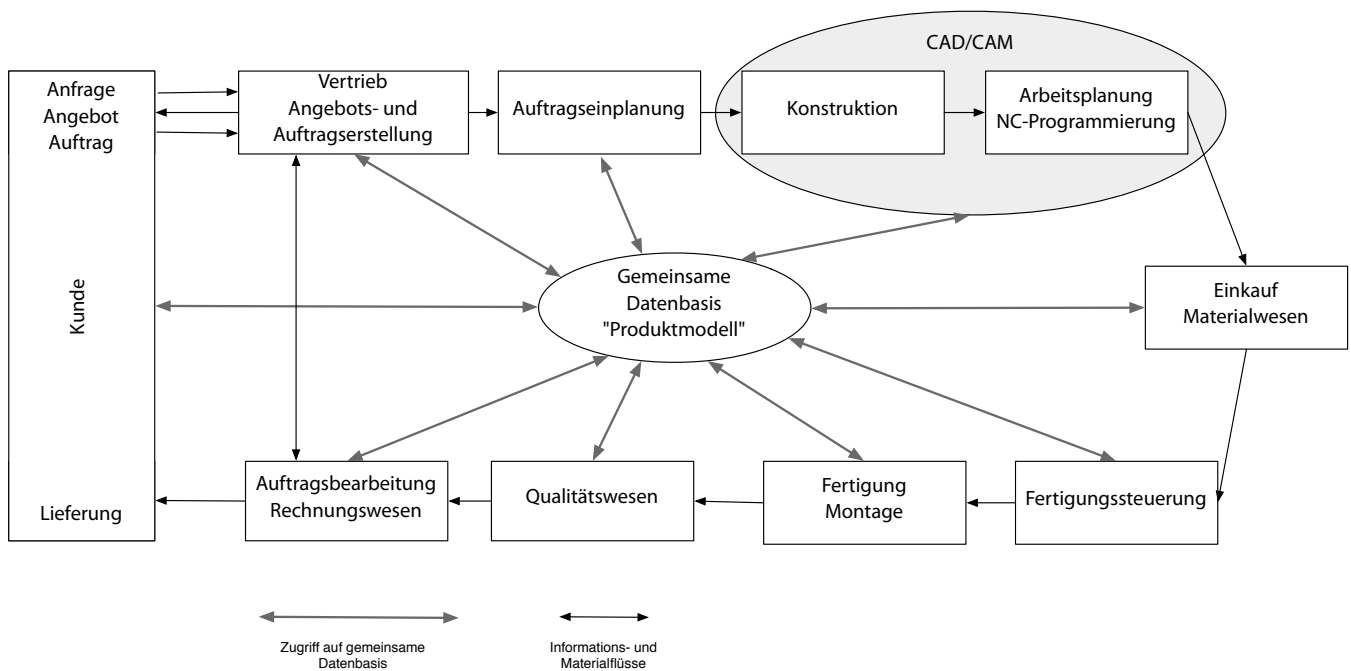 CAD/CAM
Anfrage
Angebot
Auftrag
Vertrieb
Angebots- und
Auftragserstellung
Auftragseinplanung
Konstruktion
Arbeitsplanung
NC-Programmierung
Kunde
Gemeinsame
Datenbasis
"Produktmodell"
Einkauf
Materialwesen
Lieferung
Auftragsbearbeitung
Rechnungswesen
Qualitätswesen
Fertigung
Montage
Fertigungssteuerung
Zugriff auf gemeinsame
Datenbasis
Informations- und
Materialflüsse